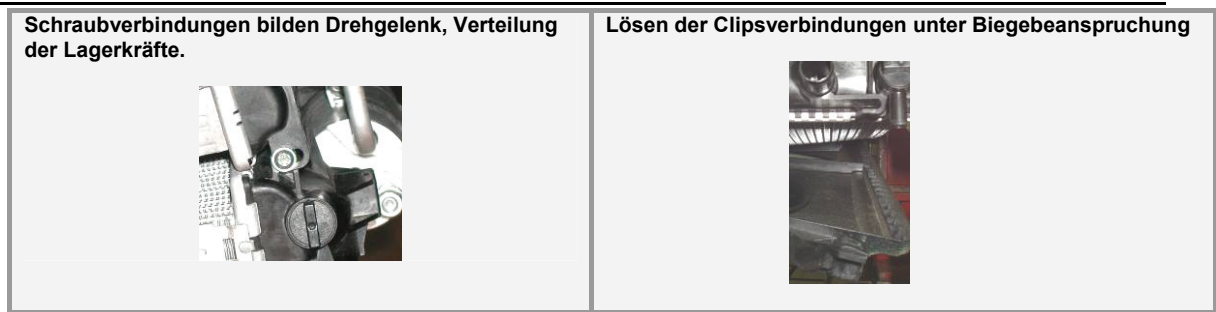 Schraubverbindungen bilden Drehgelenk, Verteilung
der Lagerkräfte.
Lösen der Clipsverbindungen unter Biegebeanspruchung